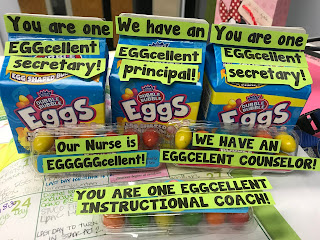 You are one
EGGcellent
secretary!
We have an
EGGcellent
principal!
You are one
EGGcellent
secretary!
DUBBLE BUBBLE
EGGS
DUBBLE BUBBLE
EGGS
DUBBLE BUBBLE
EGGS
Our Nurse is
EGGGGGcellent!
WE HAVE AN
EGGCELENT COUNSELOR!
YOU ARE ONE EGGCELLENT
INSTRUCTIONAL COACH!